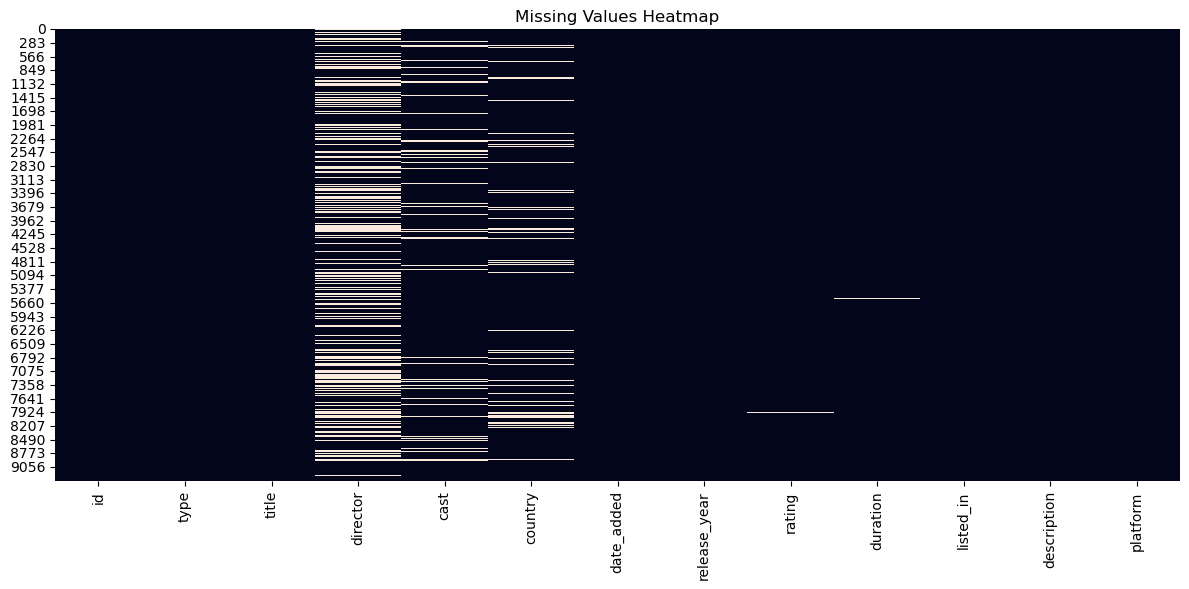 Missing Values Heatmap
0
283
566
849
1132
1415
1698
1981
2264
2547
2830
3113
3396
3679
3962
4245
4528
4811
5094
5377
5660
5943
6226
6509
6792
7075
7358
7641
7924
8207
8490
8773
9056
id
type
title
director
cast
country
date_added
release_year
rating
duration
listed_in
description
platform